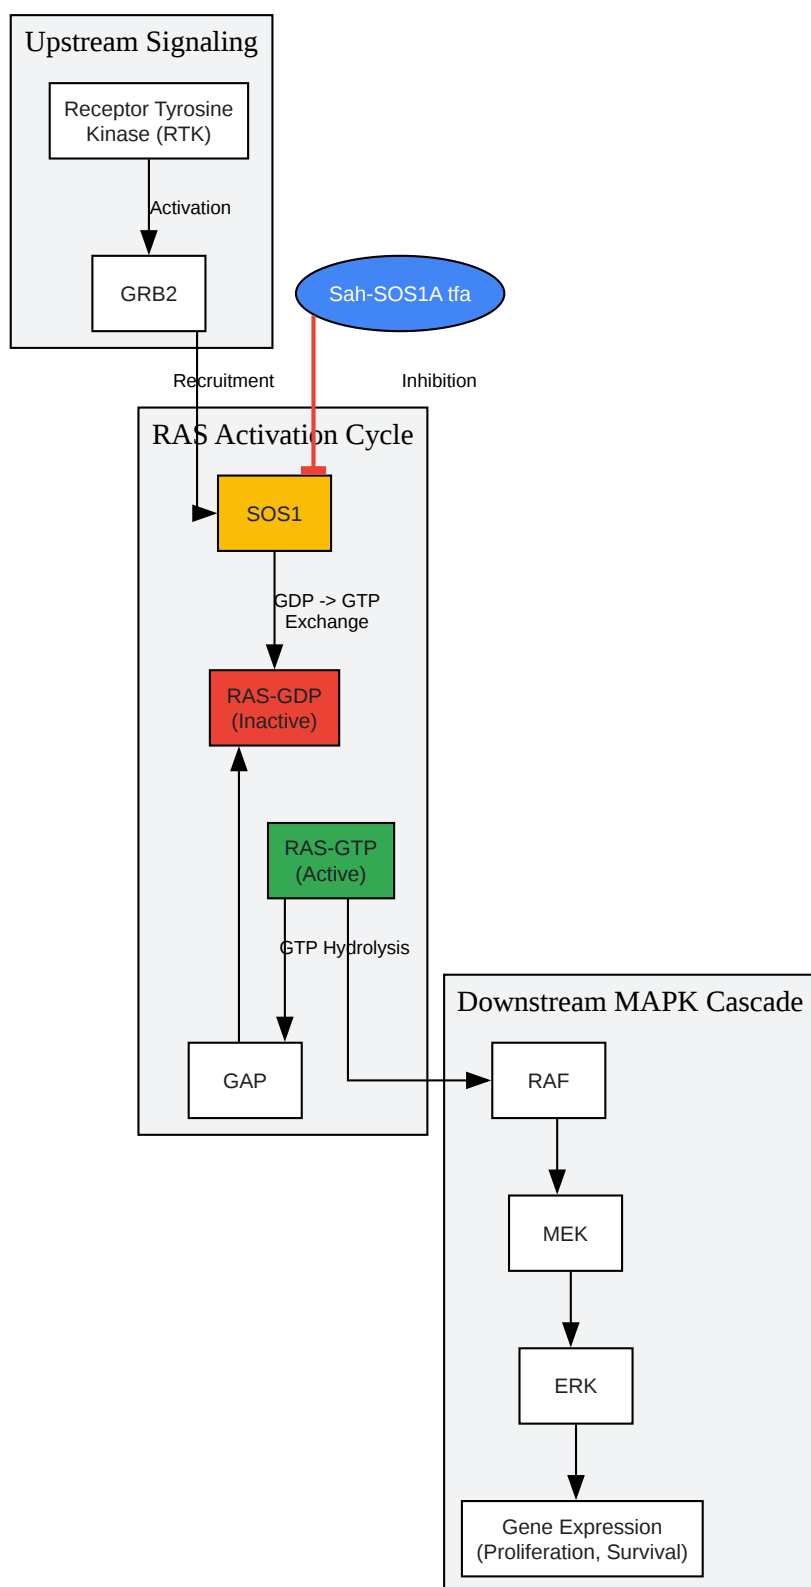 Upstream Signaling
Receptor Tyrosine
Kinase (RTK)
Activation
GRB2
Sah-SOS1A tfa
Recruitment
Inhibition
RAS Activation Cycle
SOS1
GDP -> GTP
Exchange
RAS-GDP
(Inactive)
RAS-GTP
(Active)
GTP Hydrolysis
Downstream MAPK Cascade
GAP
RAF
MEK
ERK
Gene Expression
(Proliferation, Survival)